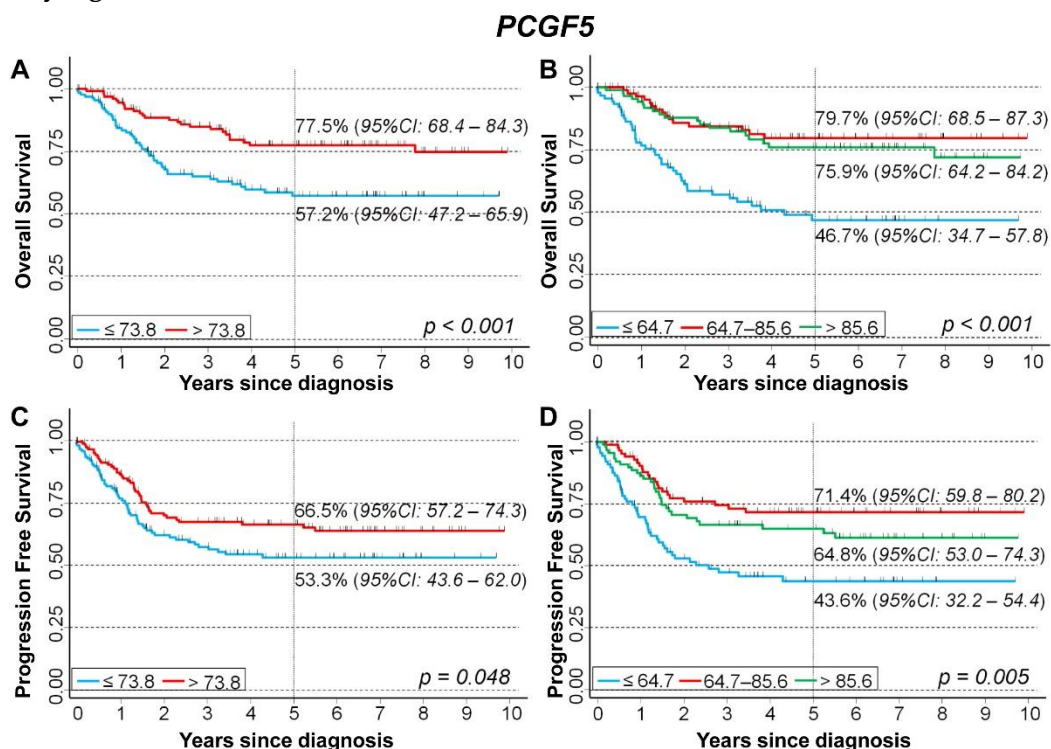 PCGF5
A
Overall Survival
1.00
0.75
0.50
0.25
0.00
77.5% (95%CI: 68.4 – 84.3)
57.2% (95%CI: 47.2 – 65.9)
≤ 73.8 > 73.8
p < 0.001
0 1 2 3 4 5 6 7 8 9 10
Years since diagnosis
B
Overall Survival
1.00
0.75
0.50
0.25
0.00
79.7% (95%CI: 68.5 – 87.3)
75.9% (95%CI: 64.2 – 84.2)
46.7% (95%CI: 34.7 – 57.8)
≤ 64.7 64.7–85.6 > 85.6
p < 0.001
0 1 2 3 4 5 6 7 8 9 10
Years since diagnosis
C
Progression Free Survival
1.00
0.75
0.50
0.25
0.00
66.5% (95%CI: 57.2 – 74.3)
53.3% (95%CI: 43.6 – 62.0)
≤ 73.8 > 73.8
p = 0.048
0 1 2 3 4 5 6 7 8 9 10
Years since diagnosis
D
Progression Free Survival
1.00
0.75
0.50
0.25
0.00
71.4% (95%CI: 59.8 – 80.2)
64.8% (95%CI: 53.0 – 74.3)
43.6% (95%CI: 32.2 – 54.4)
≤ 64.7 64.7–85.6 > 85.6
p = 0.005
0 1 2 3 4 5 6 7 8 9 10
Years since diagnosis